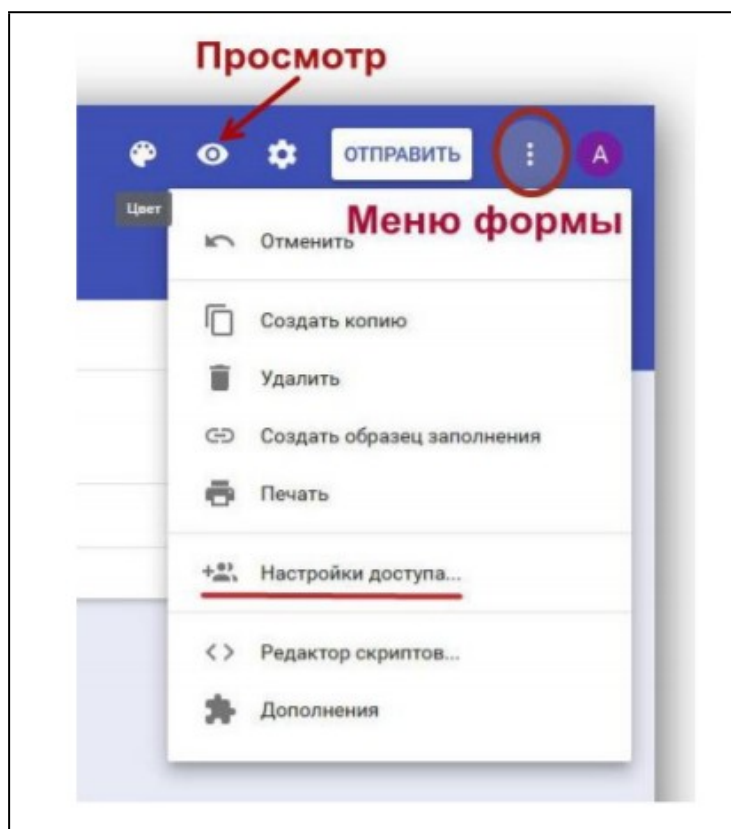 Просмотр
ОТПРАВИТЬ
А
Цвет
Меню формы
Отменить
Создать копию
Удалить
Создать образец заполнения
Печать
Настройки доступа...
Редактор скриптов...
Дополнения